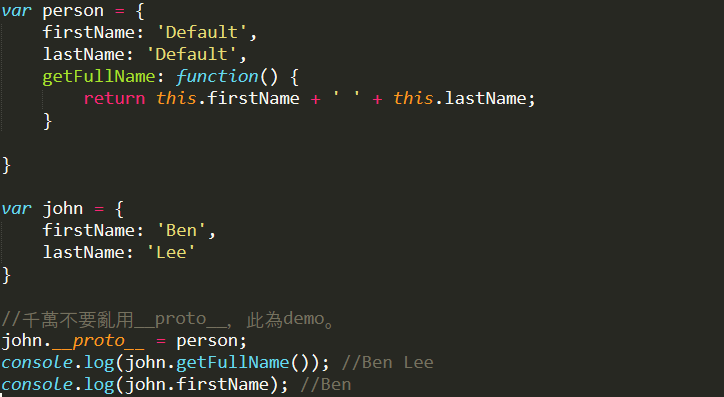 var person = {
    firstName: 'Default',
    lastName: 'Default',
    getFullName: function() {
        return this.firstName + ' ' + this.lastName;
    }
}
var john = {
    firstName: 'Ben',
    lastName: 'Lee'
}
//千萬不要亂用__proto__, 此為demo。
john.__proto__ = person;
console.log(john.getFullName()); //Ben Lee
console.log(john.firstName); //Ben